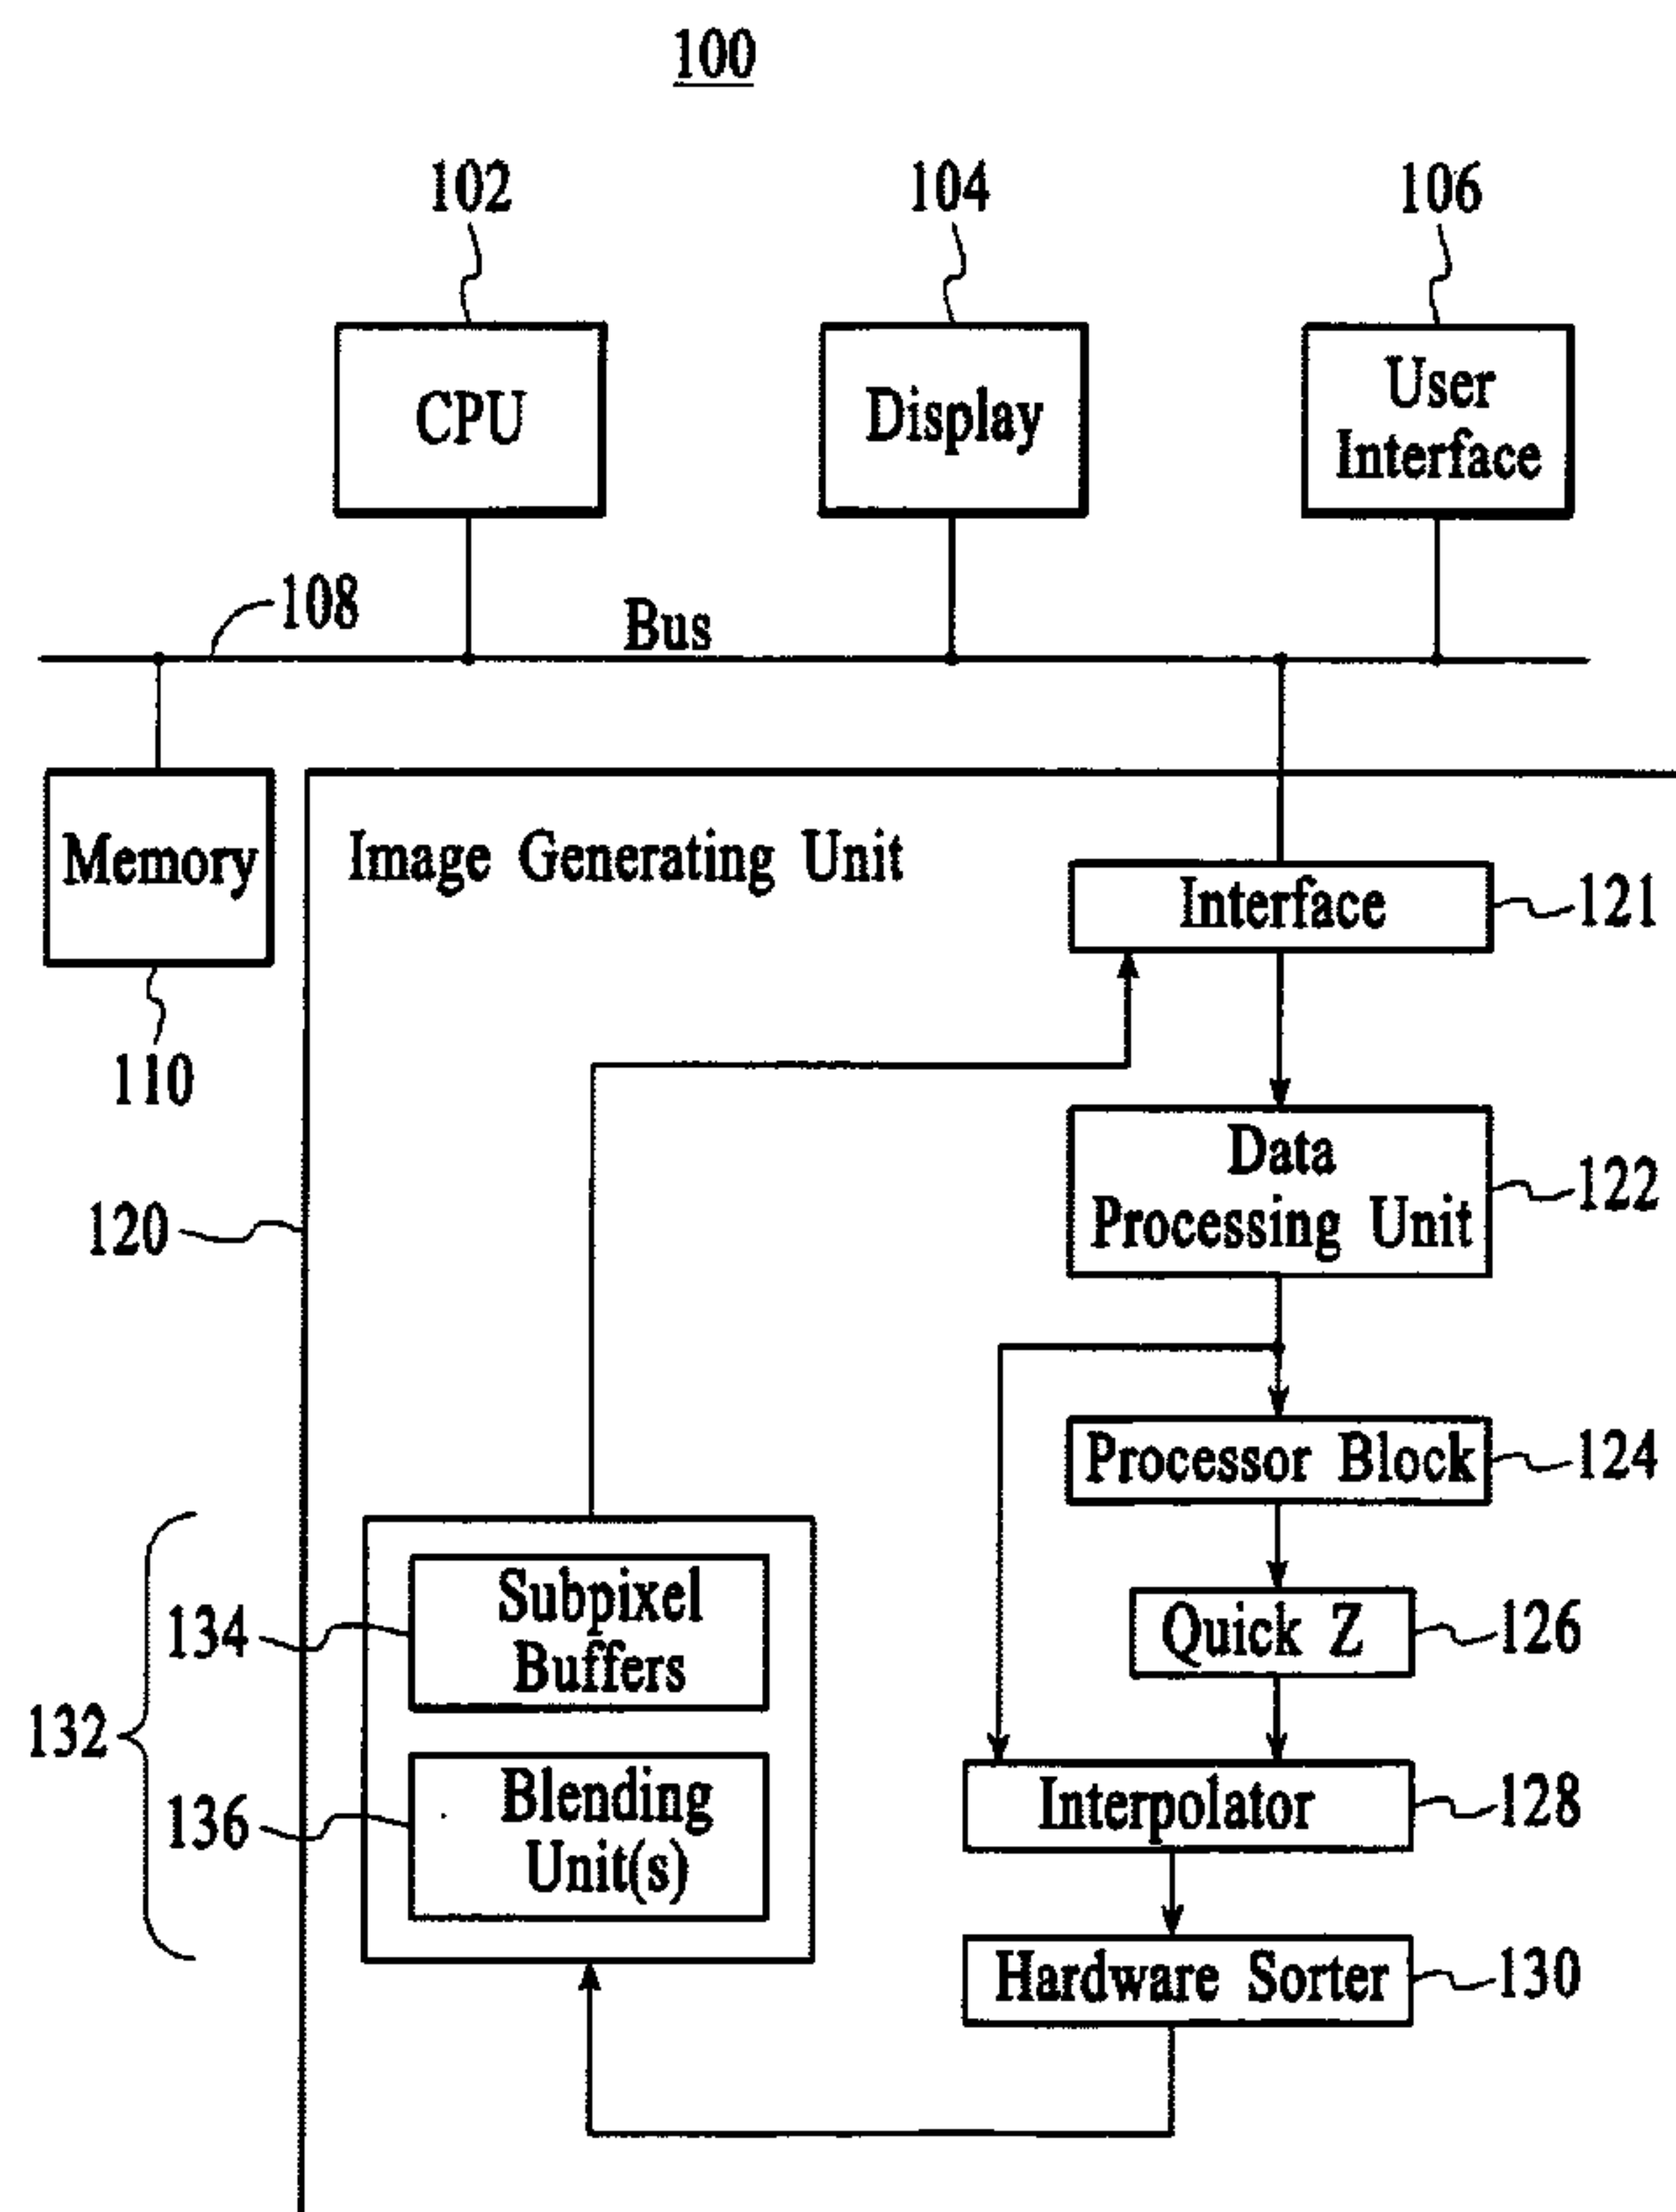 100
102
104
106
CPU
Display
User
Interface
108
Bus
Memory
Image Generating Unit
Interface
121
110
Data
Processing Unit
122
120
Processor Block
124
Subpixel
Buffers
134
Quick Z
126
132
Blending
Unit(s)
136
Interpolator
128
Hardware Sorter
130